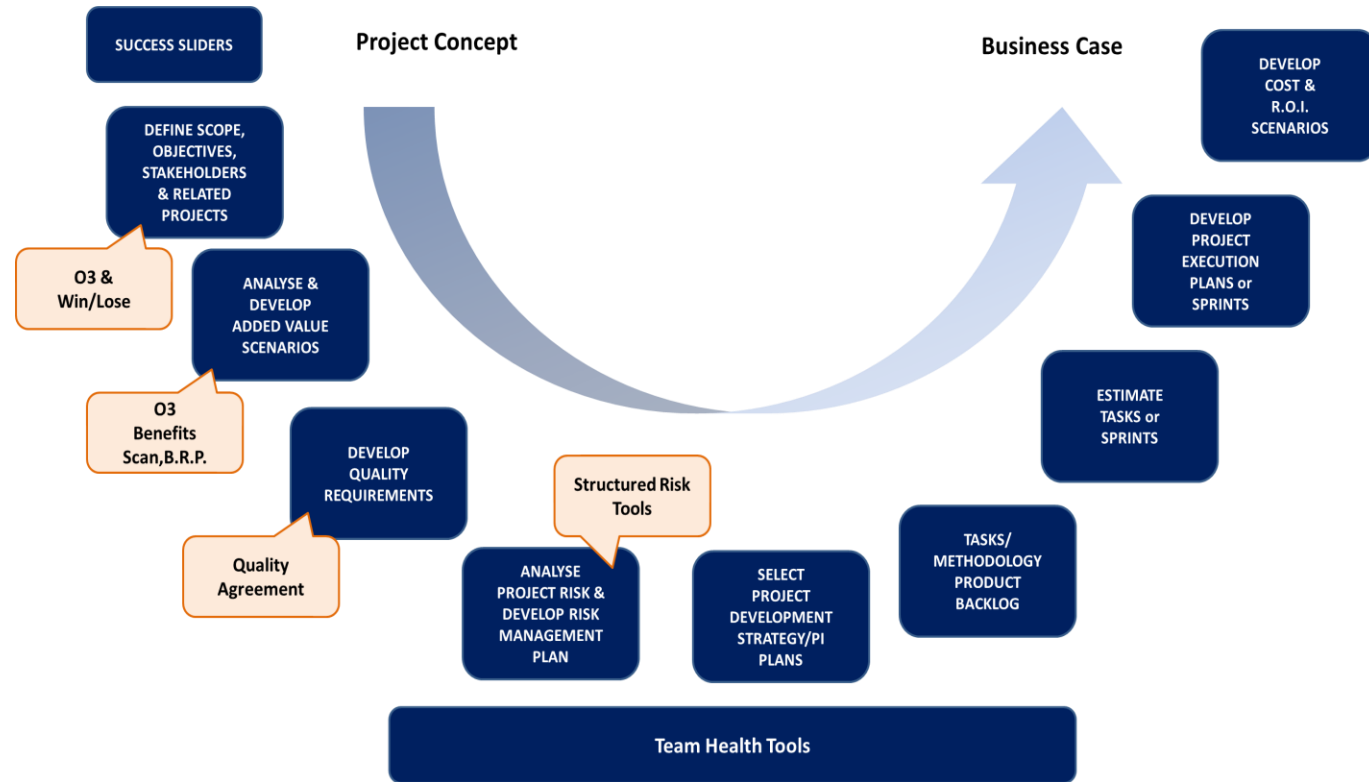 SUCCESS SLIDERS
Project Concept
Business Case
DEVELOP
COST &
R.O.I.
SCENARIOS
DEFINE SCOPE,
OBJECTIVES,
STAKEHOLDERS
& RELATED
PROJECTS
O3 &
Win/Lose
ANALYSE &
DEVELOP
ADDED VALUE
SCENARIOS
O3
Benefits
Scan,B.R.P.
DEVELOP
QUALITY
REQUIREMENTS
Quality
Agreement
Structured Risk
Tools
ANALYSE
PROJECT RISK &
DEVELOP RISK
MANAGEMENT
PLAN
SELECT
PROJECT
DEVELOPMENT
STRATEGY/PI
PLANS
TASKS/
METHODOLOGY
PRODUCT
BACKLOG
ESTIMATE
TASKS or
SPRINTS
DEVELOP
PROJECT
EXECUTION
PLANS or
SPRINTS
Team Health Tools